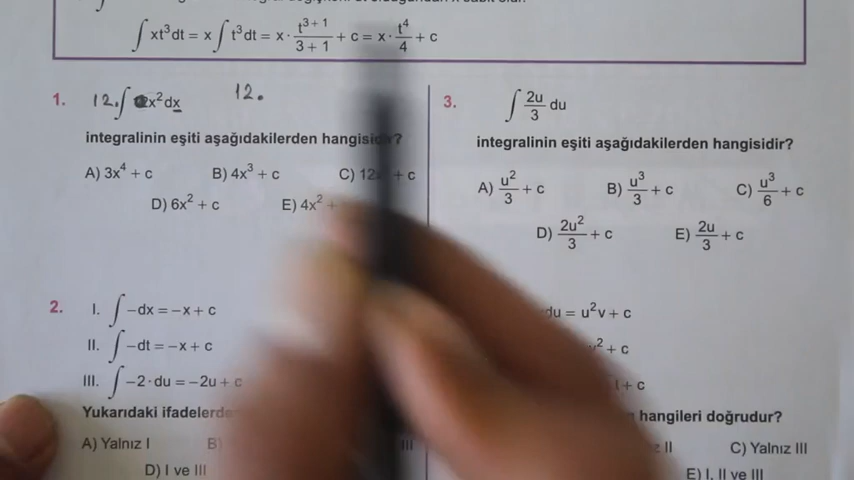 ∫xt³dt = x∫t³dt = x · t³⁺¹/3+1 + c = x · t⁴/4 + c
1. 12.∫ x²dx 12.
integralinin eşiti aşağıdakilerden hangisidir?
A) 3x⁴ + c B) 4x³ + c C) 12 + c
D) 6x² + c E) 4x² +
2. I. ∫-dx = -x + c
II. ∫-dt = -x + c
III. ∫-2·du = -2u + c
Yukarıdaki
A) Yalnız I B)
D) I ve III
3. ∫ 2u/3 du
integralinin eşiti aşağıdakilerden hangisidir?
A) u²/3 + c B) u³/3 + c C) u³/6 + c
D) 2u²/3 + c E) 2u/3 + c
du = u²v + c
² + c
+ c
hangileri doğrudur?
II C) Yalnız III
E) I, II ve III